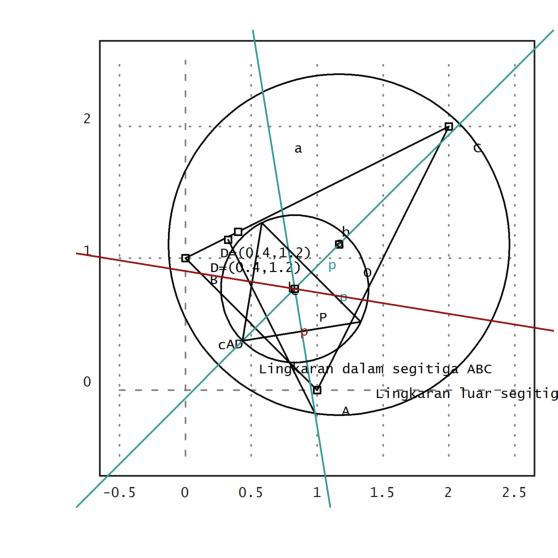 2
a
C
b
1
D=(0.4,1.2)
p
D=(0.4,1.2)
O
B
p
P
p
cAD
Lingkaran dalam segitiga ABC
0
Lingkaran luar segitig
A
-0.5 0 0.5 1 1.5 2 2.5